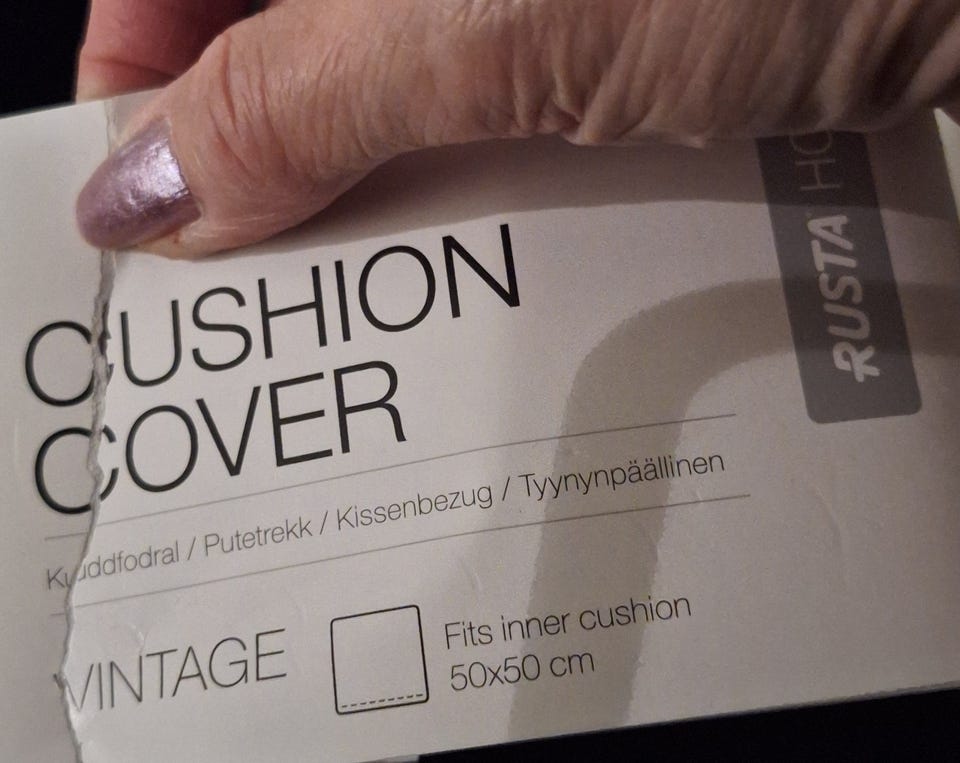 CUSHION
COVER
Kuddfodral / Putetrekk / Kissenbezug / Tyynynpäällinen
VINTAGE
Fits inner cushion
50x50 cm
RUSTA